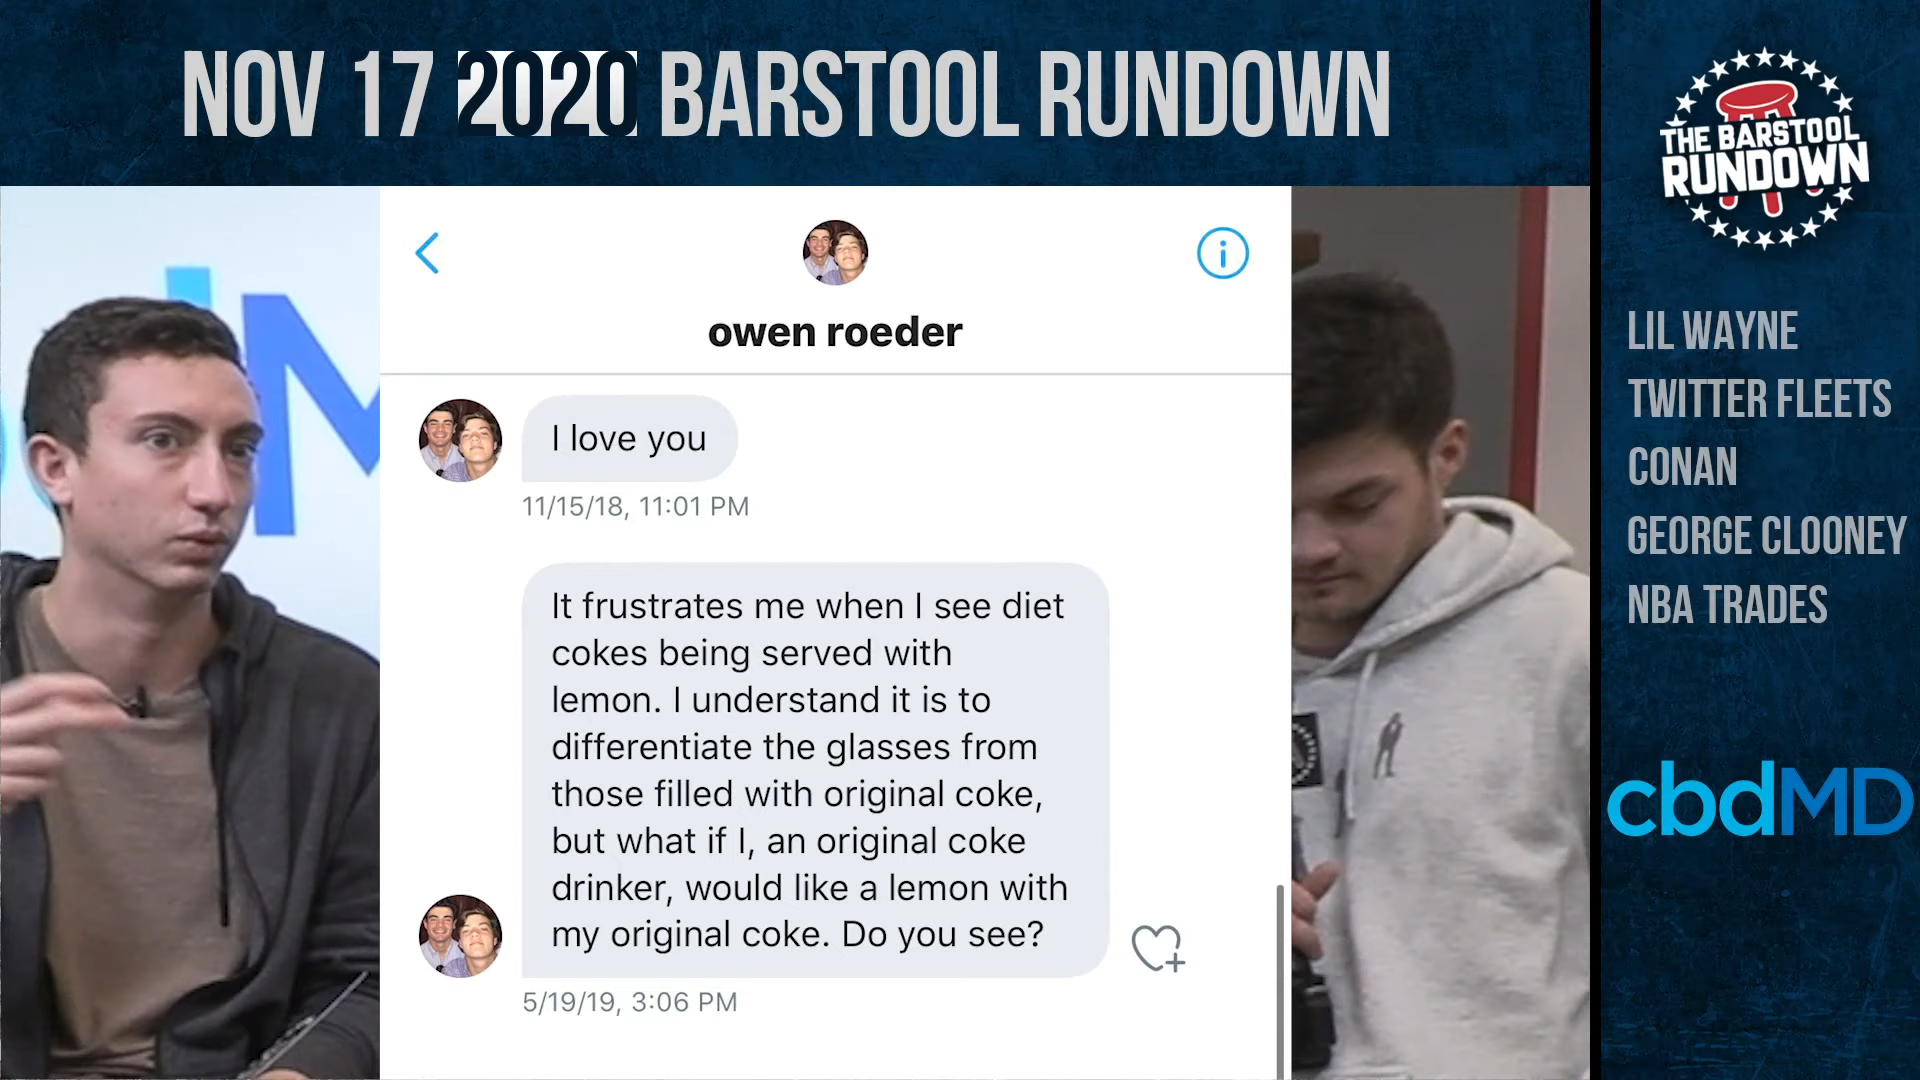 NOV 17 2020 BARSTOOL RUNDOWN
THE BARSTOOL
RUNDOWN
LIL WAYNE
TWITTER FLEETS
CONAN
GEORGE CLOONEY
NBA TRADES
cbdMD
dM
owen roeder
I love you
11/15/18, 11:01 PM
It frustrates me when I see diet
cokes being served with
lemon. I understand it is to
differentiate the glasses from
those filled with original coke,
but what if I, an original coke
drinker, would like a lemon with
my original coke. Do you see?
5/19/19, 3:06 PM